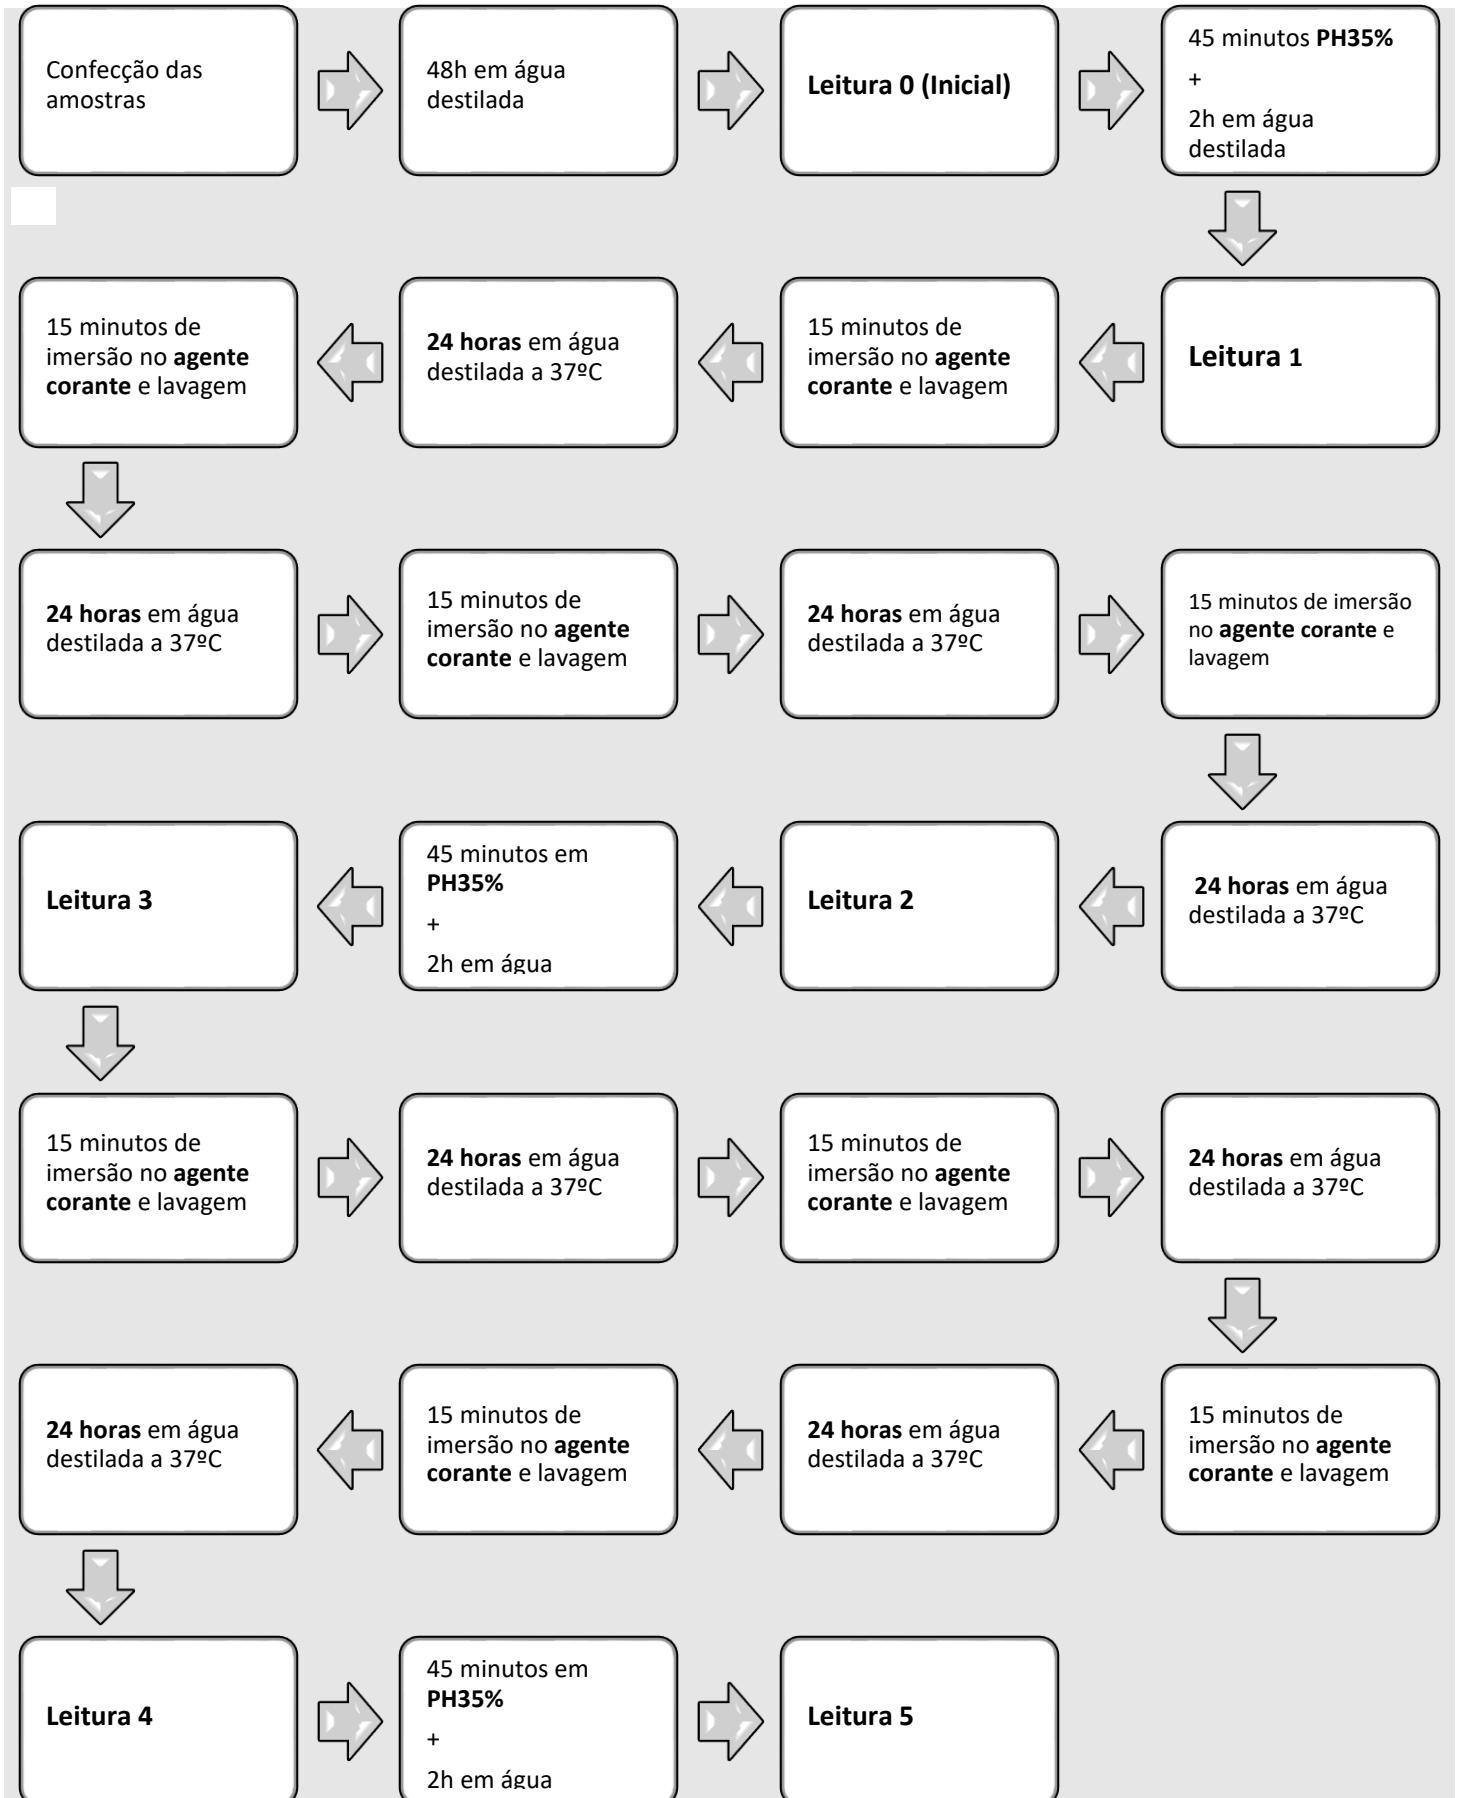 Confecção das
amostras
48h em água
destilada
Leitura 0 (Inicial)
45 minutos PH35%
+
2h em água
destilada
15 minutos de
imersão no agente
corante e lavagem
24 horas em água
destilada a 37ºC
15 minutos de
imersão no agente
corante e lavagem
Leitura 1
24 horas em água
destilada a 37ºC
15 minutos de
imersão no agente
corante e lavagem
24 horas em água
destilada a 37ºC
15 minutos de imersão
no agente corante e
lavagem
Leitura 3
45 minutos em
PH35%
+
2h em água
Leitura 2
24 horas em água
destilada a 37ºC
15 minutos de
imersão no agente
corante e lavagem
24 horas em água
destilada a 37ºC
15 minutos de
imersão no agente
corante e lavagem
24 horas em água
destilada a 37ºC
24 horas em água
destilada a 37ºC
15 minutos de
imersão no agente
corante e lavagem
24 horas em água
destilada a 37ºC
15 minutos de
imersão no agente
corante e lavagem
Leitura 4
45 minutos em
PH35%
+
2h em água
Leitura 5